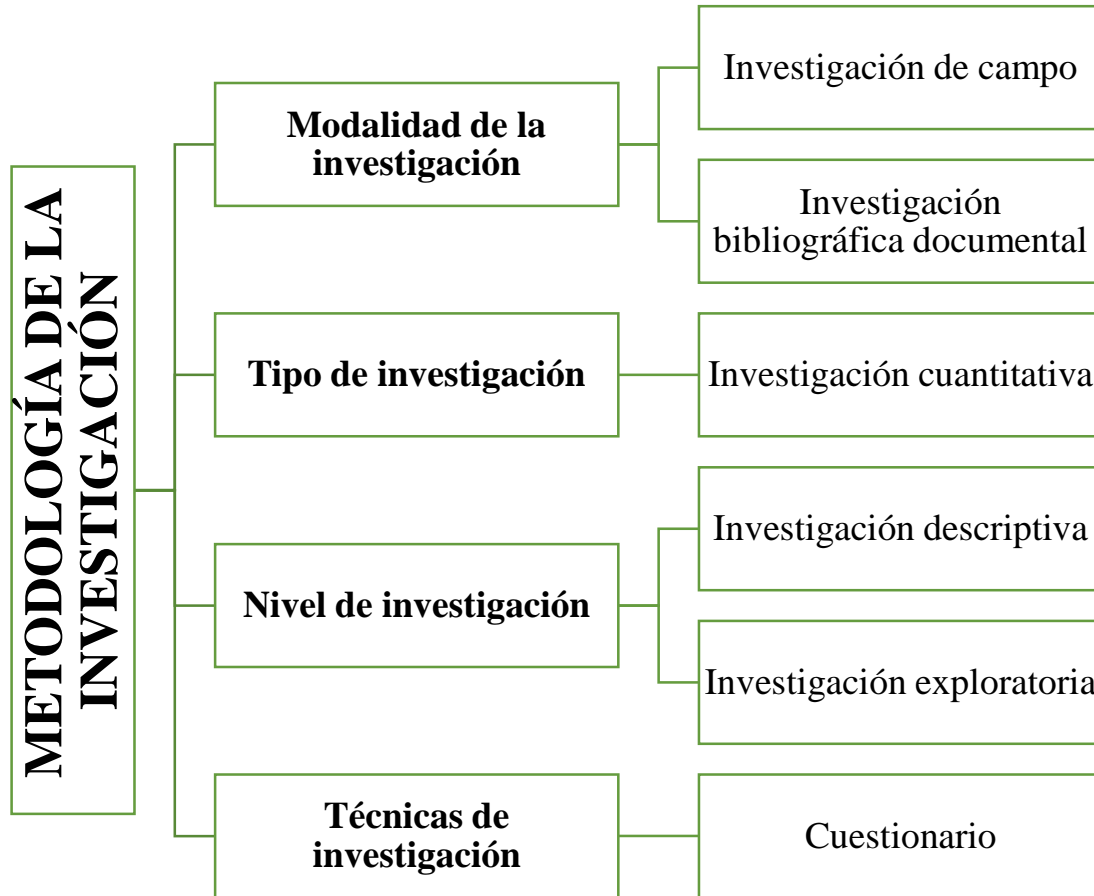 METODOLOGÍA DE LA
INVESTIGACIÓN
Modalidad de la
investigación
Investigación de campo
Investigación
bibliográfica documental
Tipo de investigación
Investigación cuantitativa
Nivel de investigación
Investigación descriptiva
Investigación exploratoria
Técnicas de
investigación
Cuestionario